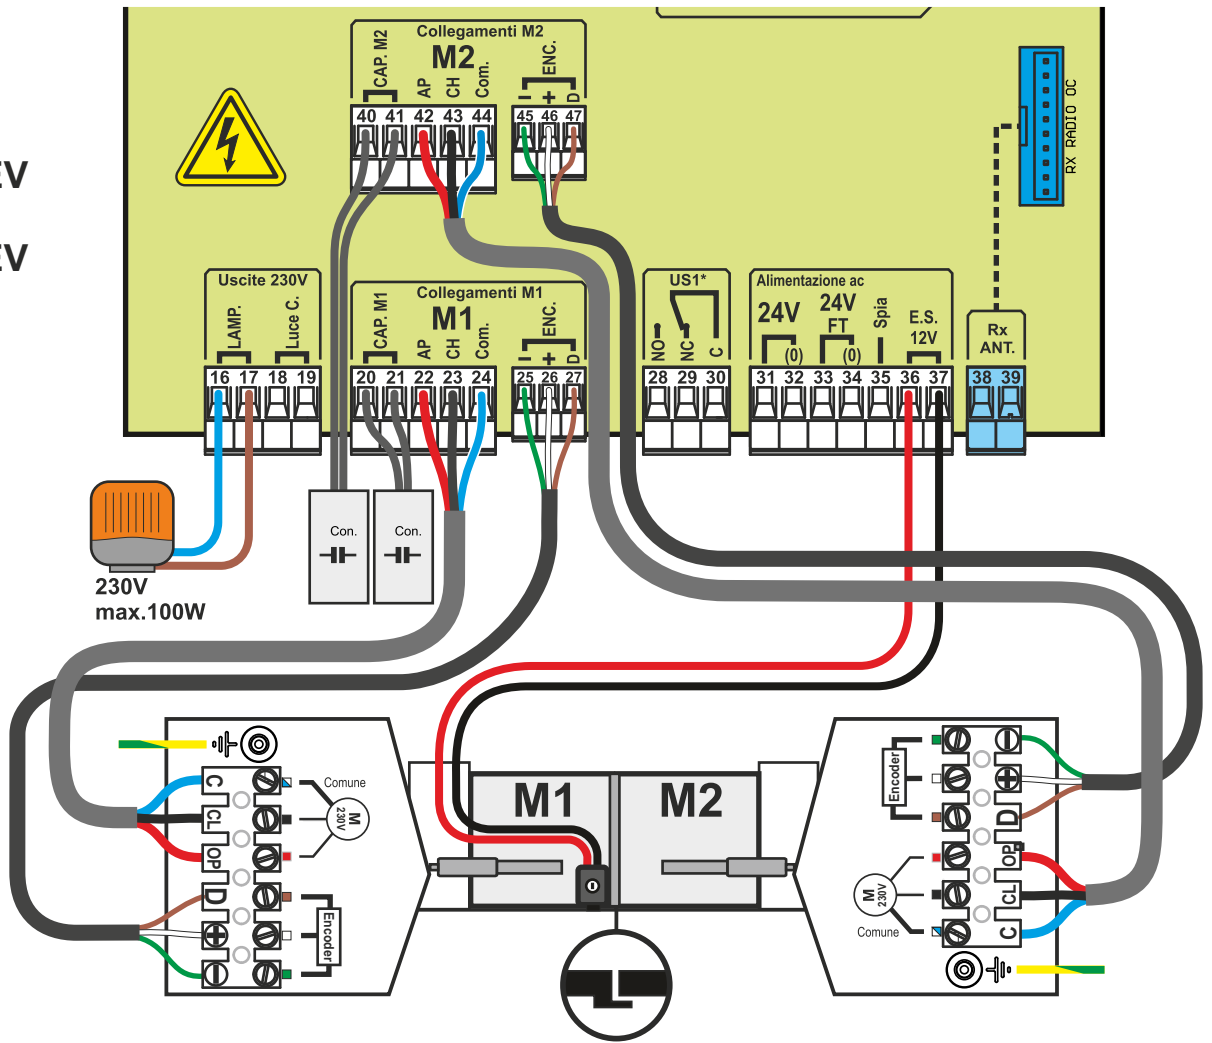 Collegamenti M2
M2
CAP. M2
AP
CH
Com.
ENC.
−
+
D
40 41 42 43 44
45 46 47
RX RADIO OC
EV
EV
Uscite 230V
LAMP.
Luce C.
16 17 18 19
Collegamenti M1
M1
CAP. M1
AP
CH
Com.
ENC.
−
+
D
20 21 22 23 24
25 26 27
US1*
NO
NC
C
28 29 30
Alimentazione ac
24V
(0)
24V
FT
(0)
Spia
E.S.
12V
31 32 33 34 35 36 37
Rx
ANT.
38 39
Con.
Con.
230V
max.100W
C
CL
OP
D
+
−
Comune
M
230V
Encoder
M1
M2
Encoder
−
+
D
OP
CL
C
M
230V
Comune